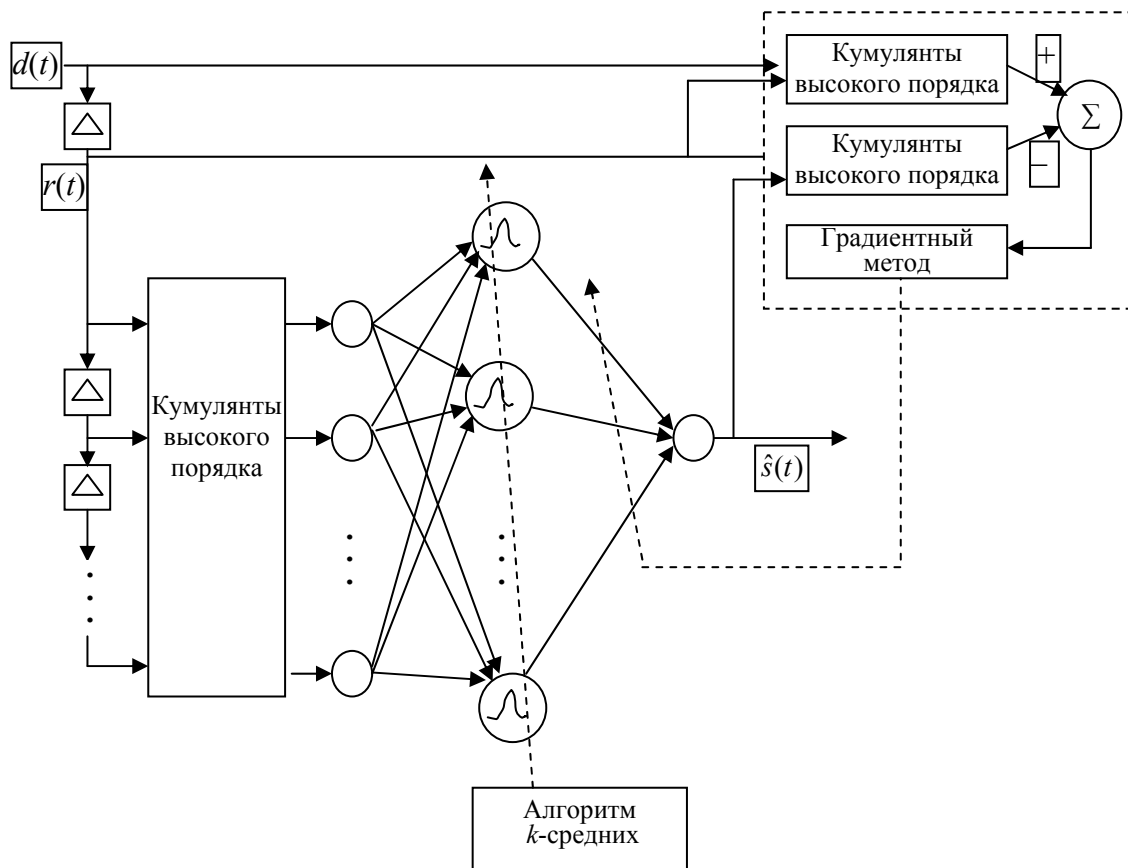 d(t)
Кумулянты
высокого порядка
+
Σ
r(t)
Кумулянты
высокого порядка
−
Градиентный
метод
Кумулянты
высокого
порядка
ŝ(t)
Алгоритм
k-средних